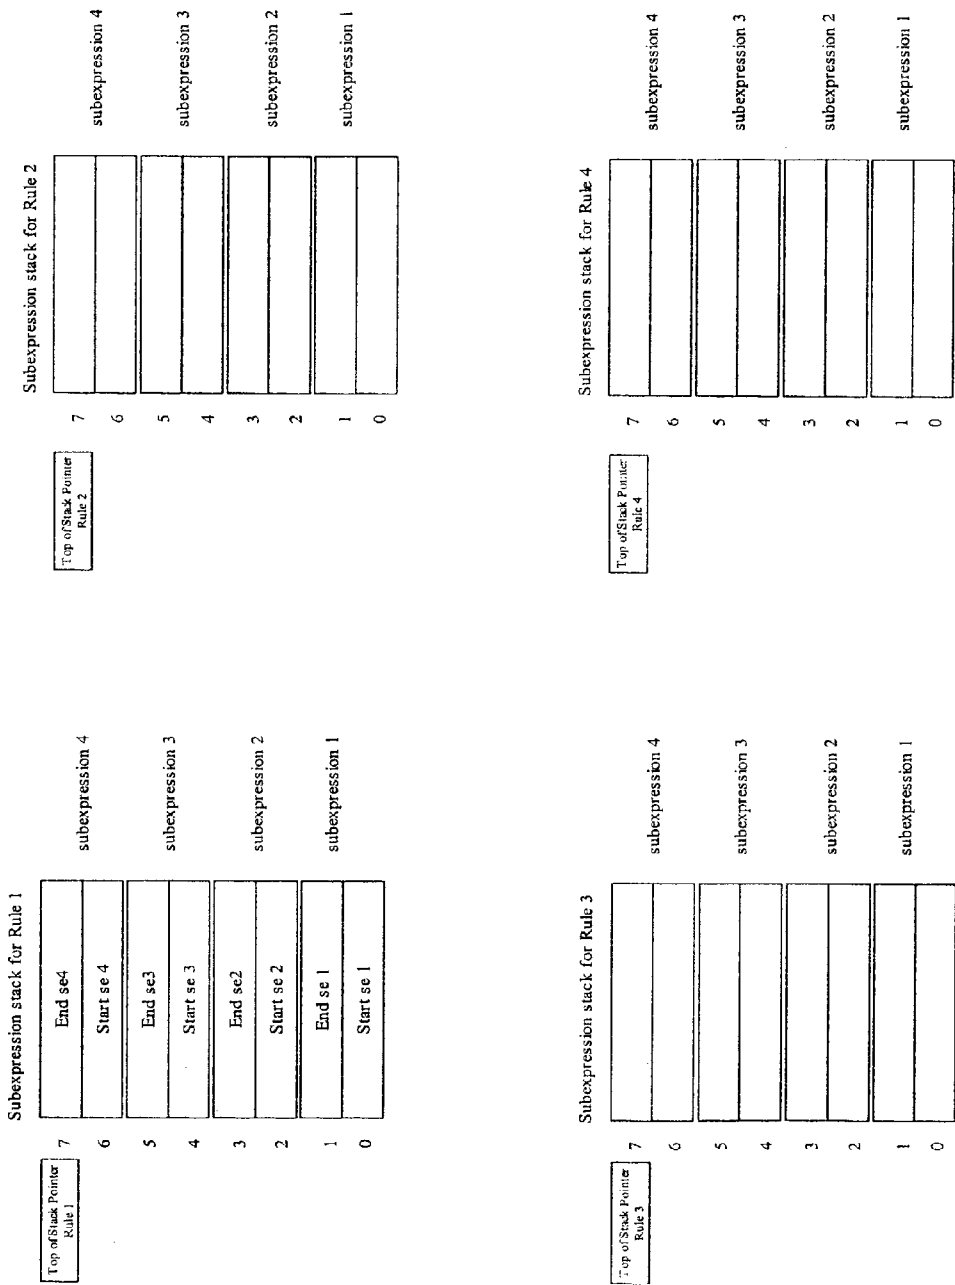 Subexpression stack for Rule 1
Top of Stack Pointer
Rule 1
7
End se4
6
Start se 4
subexpression 4
5
End se3
4
Start se 3
subexpression 3
3
End se2
2
Start se 2
subexpression 2
1
End se 1
0
Start se 1
subexpression 1
Subexpression stack for Rule 2
Top of Stack Pointer
Rule 2
7
6
subexpression 4
5
4
subexpression 3
3
2
subexpression 2
1
0
subexpression 1
Subexpression stack for Rule 3
Top of Stack Pointer
Rule 3
7
6
subexpression 4
5
4
subexpression 3
3
2
subexpression 2
1
0
subexpression 1
Subexpression stack for Rule 4
Top of Stack Pointer
Rule 4
7
6
subexpression 4
5
4
subexpression 3
3
2
subexpression 2
1
0
subexpression 1